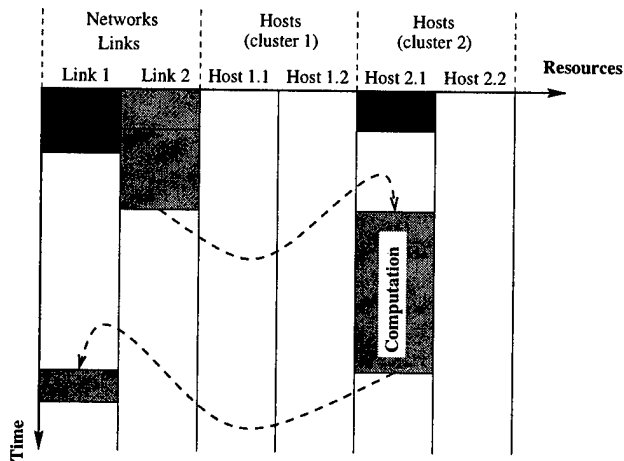 Networks Hosts Hosts
Links (cluster 1) (cluster 2)
Link 1 Link 2 Host 1.1 Host 1.2 Host 2.1 Host 2.2 Resources
Computation
Time